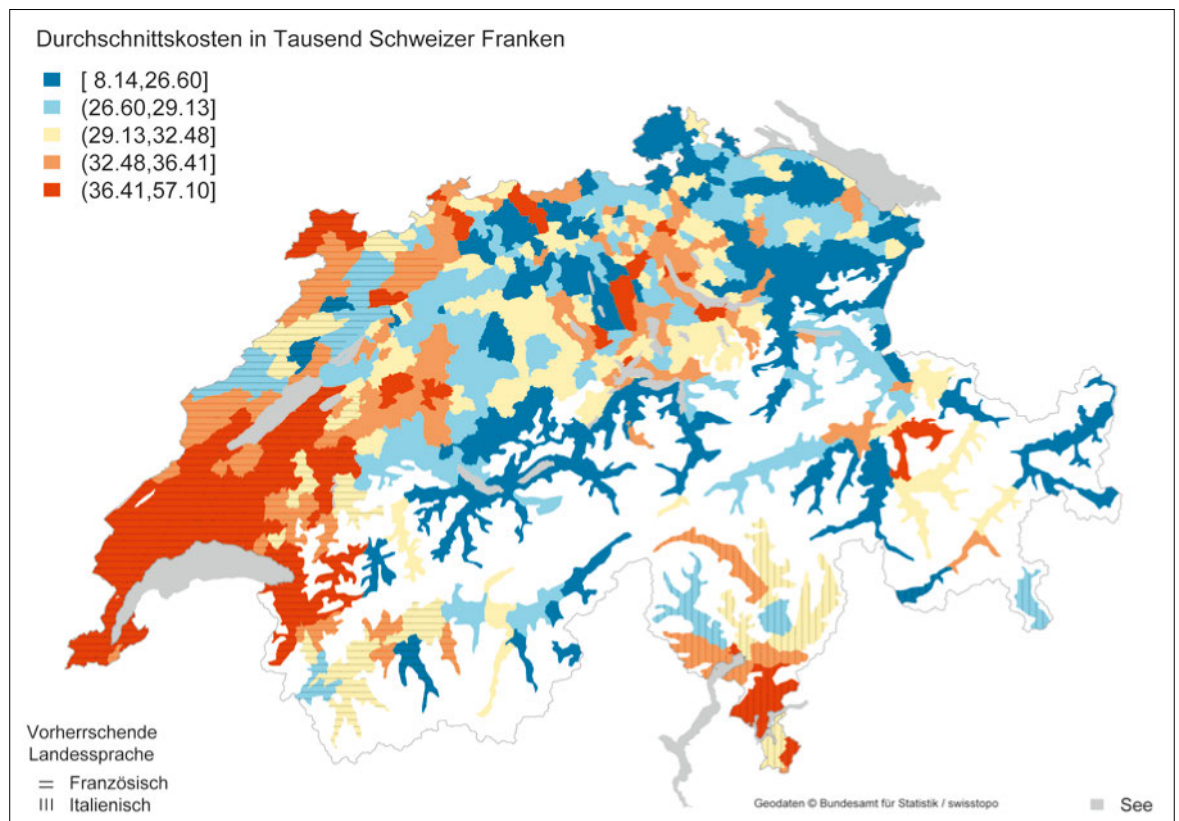 Durchschnittskosten in Tausend Schweizer Franken
[ 8.14,26.60]
(26.60,29.13]
(29.13,32.48]
(32.48,36.41]
(36.41,57.10]
Vorherrschende
Landessprache
Französisch
Italienisch
Geodaten © Bundesamt für Statistik / swisstopo
See